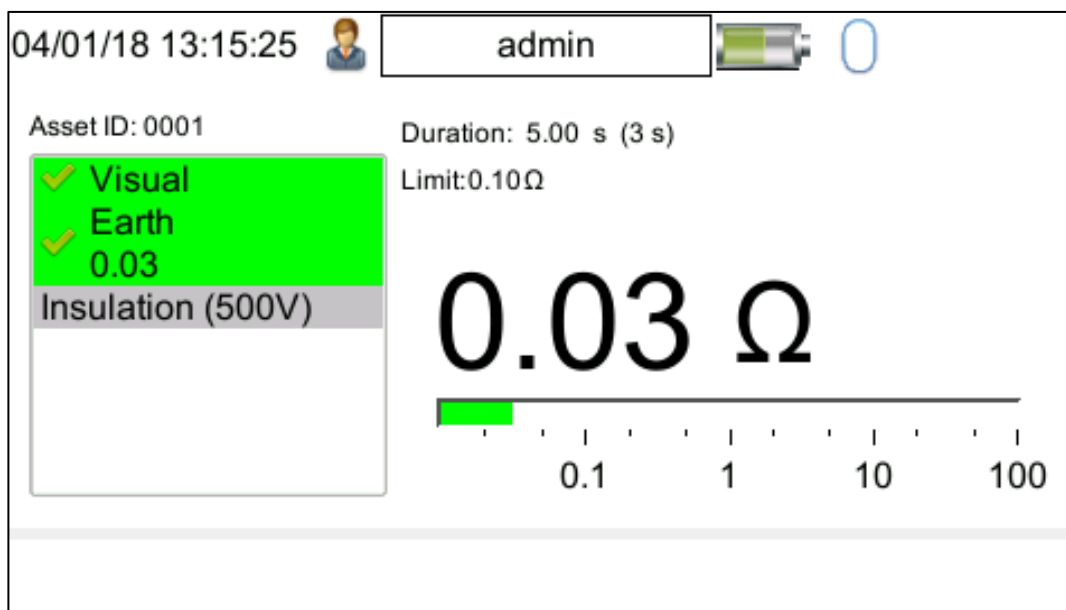 04/01/18 13:15:25 admin
Asset ID: 0001
Duration: 5.00 s (3 s)
Limit:0.10Ω
Visual
Earth
0.03
Insulation (500V)
0.03 Ω
0.1 1 10 100